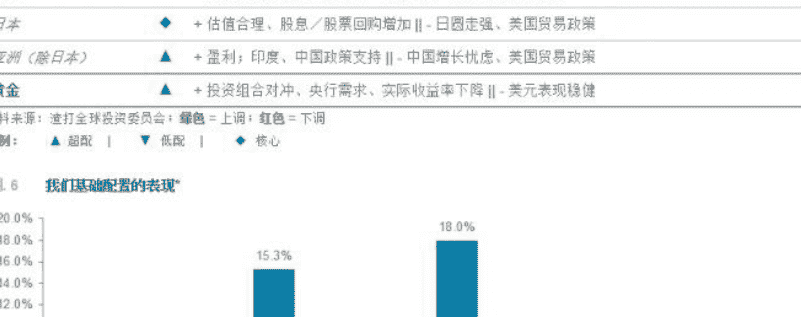 日本 ◆ + 估值合理、股息／股票回购增加 || - 日圆走强、美国贸易政策
亚洲（除日本） ▲ + 盈利；印度、中国政策支持 || - 中国增长忧虑、美国贸易政策
黄金 ▲ + 投资组合对冲、央行需求、实际收益率下降 || - 美元表现稳健
料来源：渣打全球投资委员会；绿色 = 上调；红色 = 下调
例： ▲ 超配 | ▼ 低配 | ◆ 核心
. 6 我们基础配置的表现*
20.0%
18.0%
18.0%
15.3%
16.0%
14.0%
12.0%